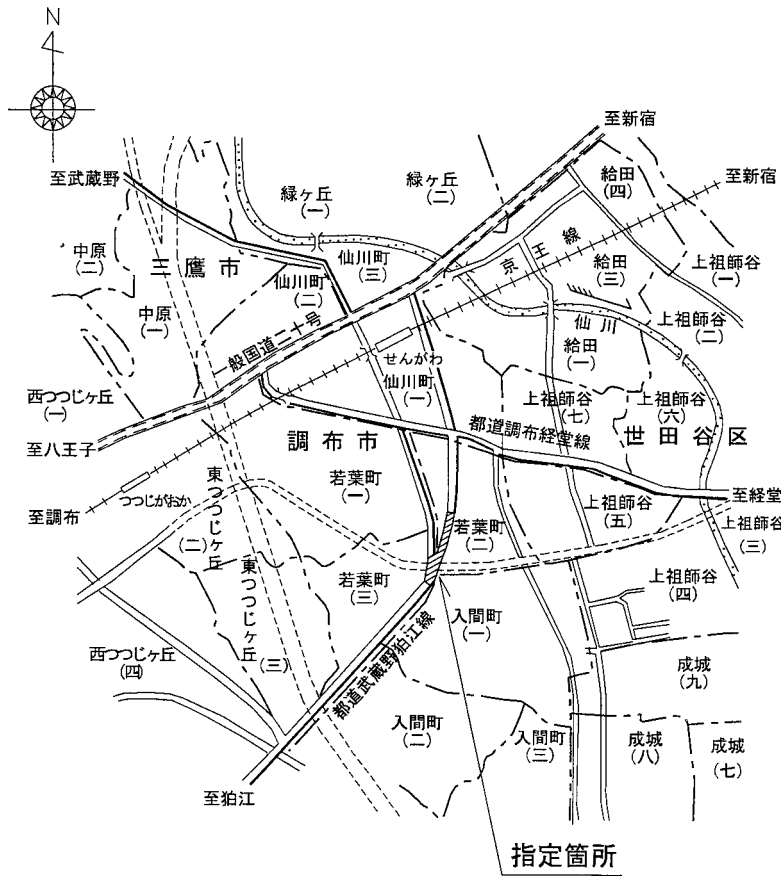 N
至新宿
至武蔵野
緑ヶ丘
(一)
緑ヶ丘
(二)
給田
(四)
至新宿
中原
(二)
三鷹市
仙川町
(三)
仙川町
(二)
京王線
給田
(三)
上祖師谷
(一)
中原
(一)
一般国道二十号
仙川
上祖師谷
(二)
給田
(一)
せんがわ
仙川町
(一)
西つつじヶ丘
(一)
上祖師谷
(七)
上祖師谷
(六)
至八王子
調布市
都道調布経堂線
世田谷区
つつじがおか
東つつじヶ丘
(二)
若葉町
(一)
至調布
若葉町
(二)
上祖師谷
(五)
至経堂
上祖師谷
(三)
東つつじヶ丘
(三)
若葉町
(三)
上祖師谷
(四)
入間町
(一)
西つつじヶ丘
(四)
都道武蔵野狛江線
成城
(九)
入間町
(二)
入間町
(三)
成城
(八)
成城
(七)
至狛江
指定箇所